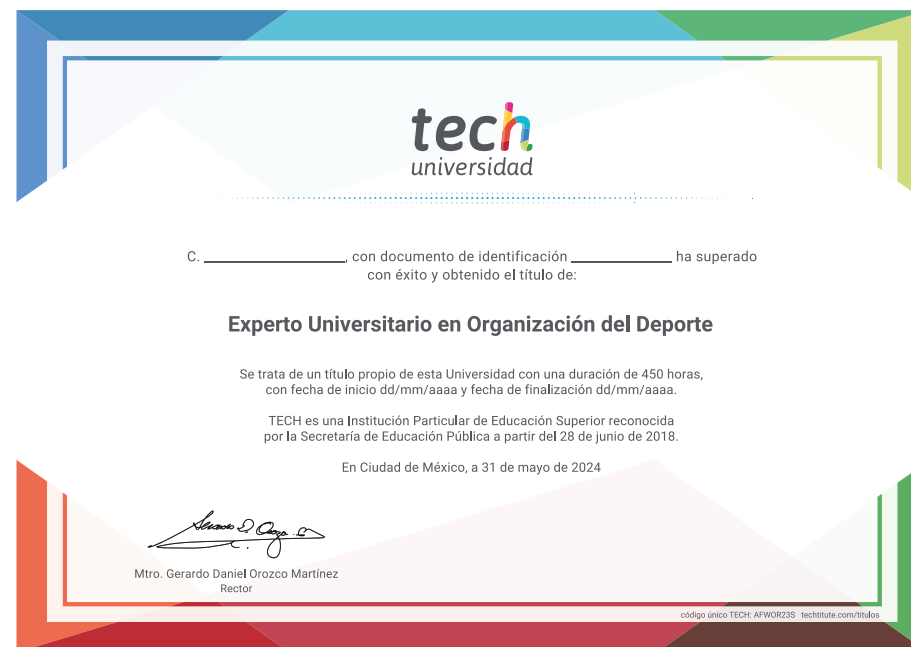 tech
universidad
C. ____________, con documento de identificación ____________ ha superado
con éxito y obtenido el título de:
Experto Universitario en Organización del Deporte
Se trata de un título propio de esta Universidad con una duración de 450 horas,
con fecha de inicio dd/mm/aaaa y fecha de finalización dd/mm/aaaa.
TECH es una Institución Particular de Educación Superior reconocida
por la Secretaría de Educación Pública a partir del 28 de junio de 2018.
En Ciudad de México, a 31 de mayo de 2024
Mtro. Gerardo Daniel Orozco Martínez
Rector
código único TECH: AFWOR23S techtitute.com/titulos